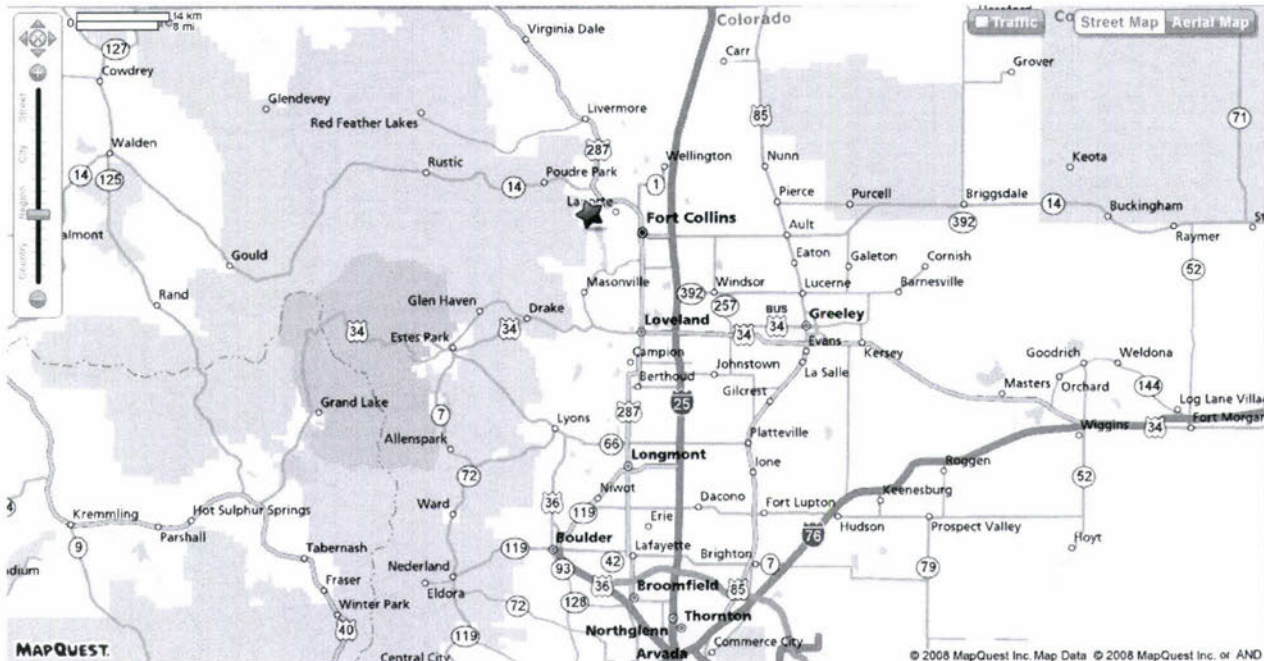 0
14 km
8 mi
Colorado
Traffic
Street Map
Aerial Map
Virginia Dale
Carr
Grover
127
Cowdrey
Street
City
Region
Country
Glendevey
Red Feather Lakes
Livermore
85
71
Walden
287
Wellington
Nunn
Keota
14
125
Rustic
Poudre Park
14
1
Pierce
Purcell
Briggsdale
14
Buckingham
Fort Collins
392
Raymer
Ault
almont
Gould
Eaton
Galeton
Cornish
52
Masonville
392
Windsor
Lucerne
Barnesville
Rand
Glen Haven
Drake
257
BUS
34
Greeley
34
34
Loveland
34
Estes Park
Evans
Kersey
Campion
Johnstown
La Salle
Goodrich
Weldona
Berthoud
Gilcrest
Masters
Orchard
144
Grand Lake
7
Lyons
287
25
Log Lane Villag
Wiggins
34
Fort Morgan
Allenspark
66
Platteville
72
Longmont
Ione
Roggen
52
Niwot
Dacono
Fort Lupton
Keenesburg
Ward
36
119
Erie
Kremmling
Hot Sulphur Springs
Parshall
Hudson
Prospect Valley
76
Boulder
Hoyt
9
Tabernash
119
42
Lafayette
Brighton
7
79
Nederland
93
36
85
Eldora
Broomfield
Fraser
72
128
Winter Park
Thornton
40
119
Northglenn
Commerce City
MAPQUEST.
Central City
Arvada
© 2008 MapQuest Inc. Map Data © 2008 MapQuest Inc. or AND